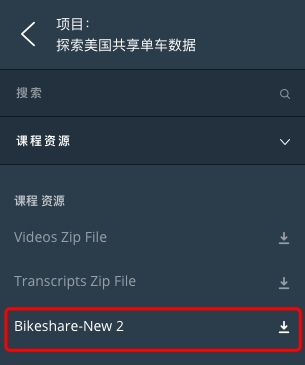 项目:
探索美国共享单车数据
搜索
课程资源
课程 资源
Videos Zip File
Transcripts Zip File
Bikeshare-New 2